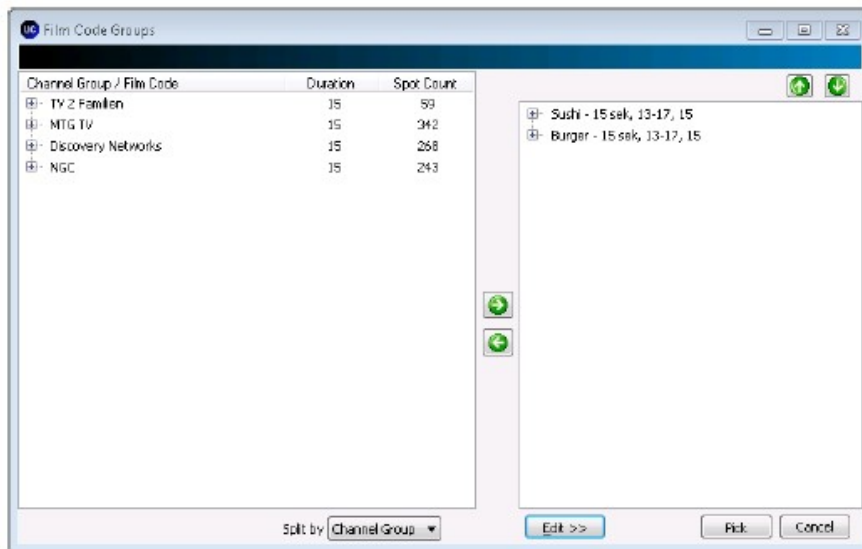 UC Film Code Groups
Channel Group / Film Code Duration Spot Count
TV 2 Familien 15 59
MTG TV 15 342
Discovery Networks 15 268
NGC 15 243
Sushi - 15 sek, 13-17, 15
Burger - 15 sek, 13-17, 15
Split by Channel Group
Edit >>
Pick
Cancel